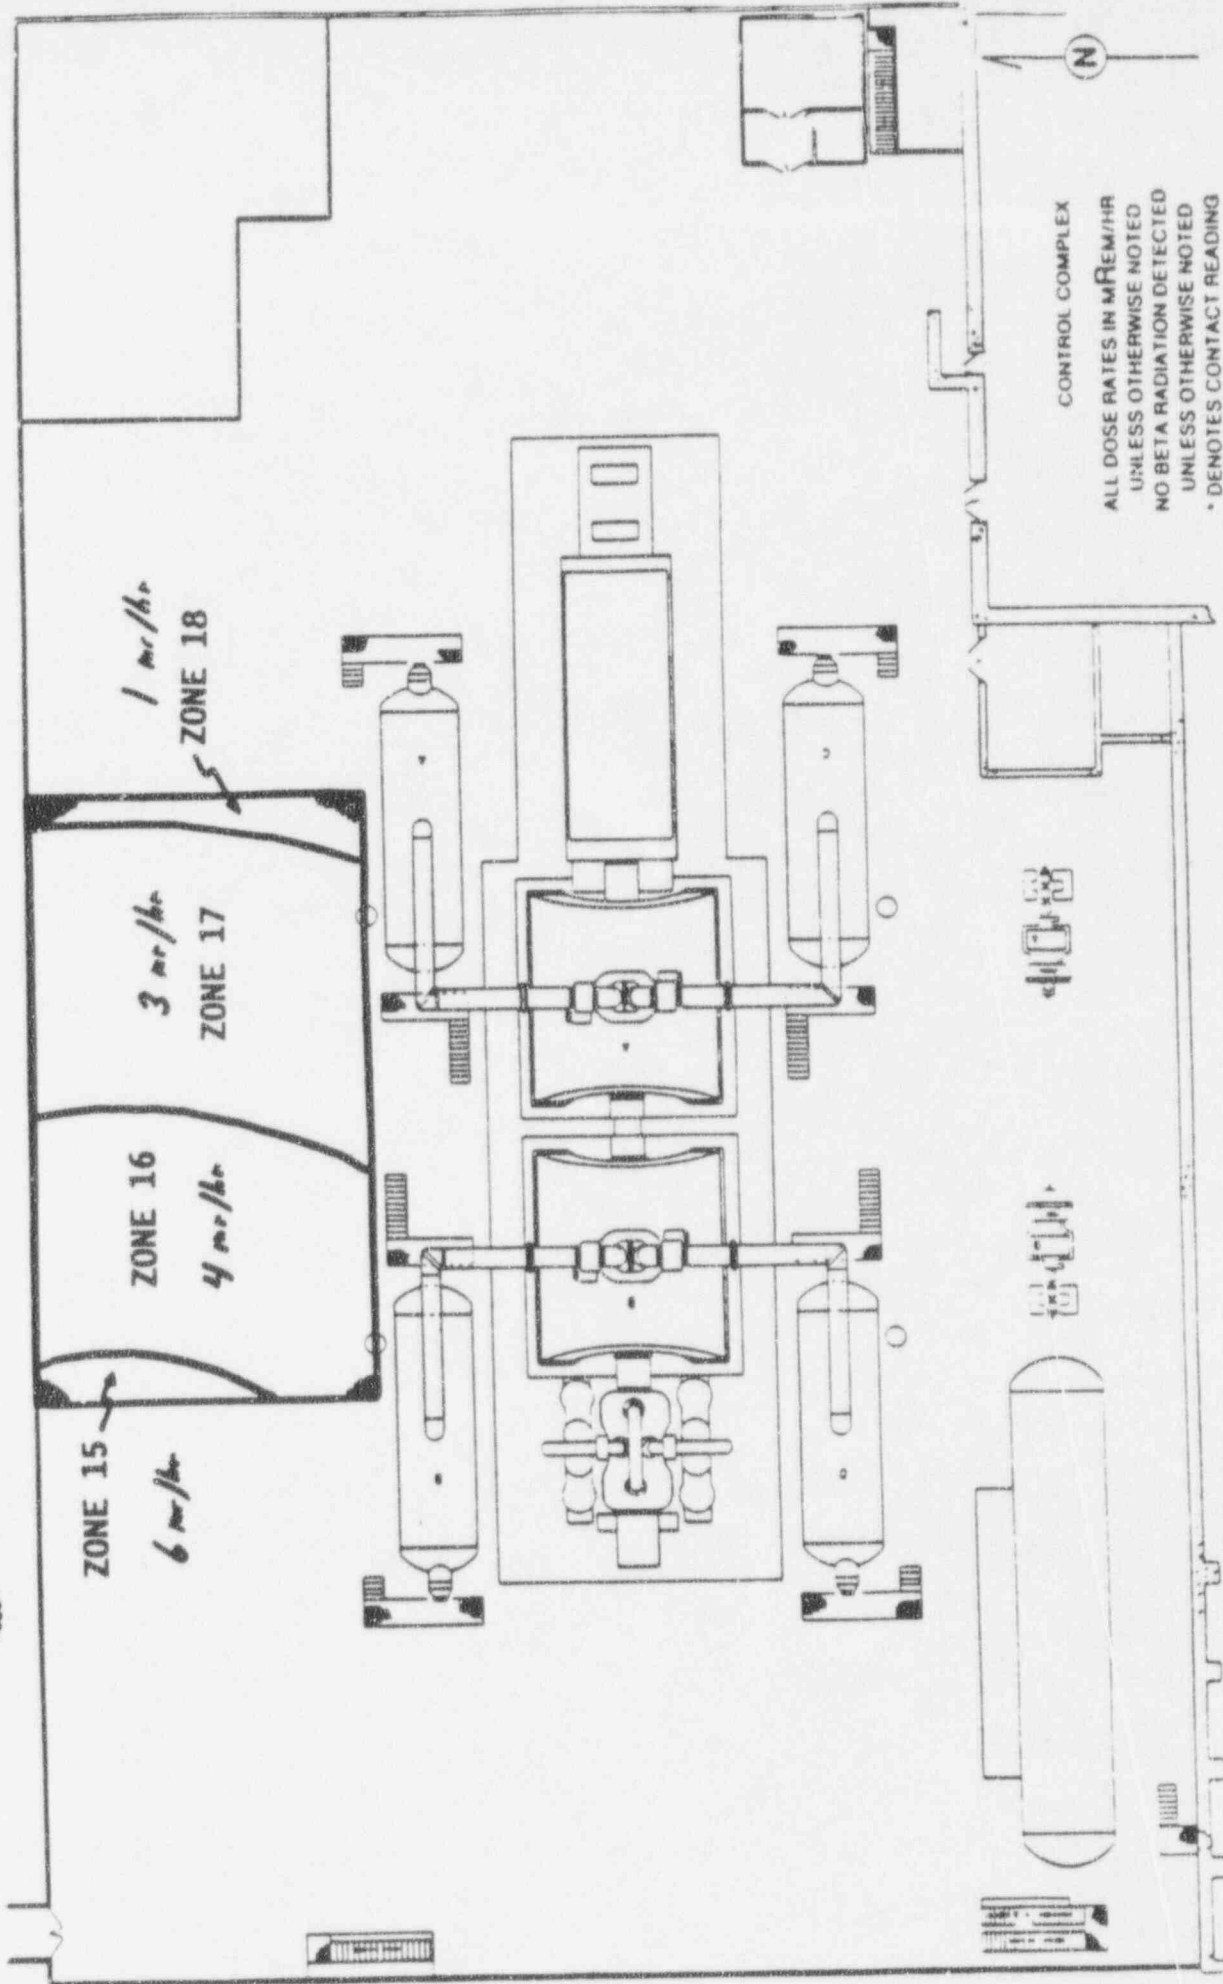 N
ZONE 15
6 mr/hr
ZONE 16
4 mr/hr
3 mr/hr
ZONE 17
1 mr/hr
ZONE 18
CONTROL COMPLEX
ALL DOSE RATES IN MREM/HR
UNLESS OTHERWISE NOTED
NO BETA RADIATION DETECTED
UNLESS OTHERWISE NOTED
* DENOTES CONTACT READING